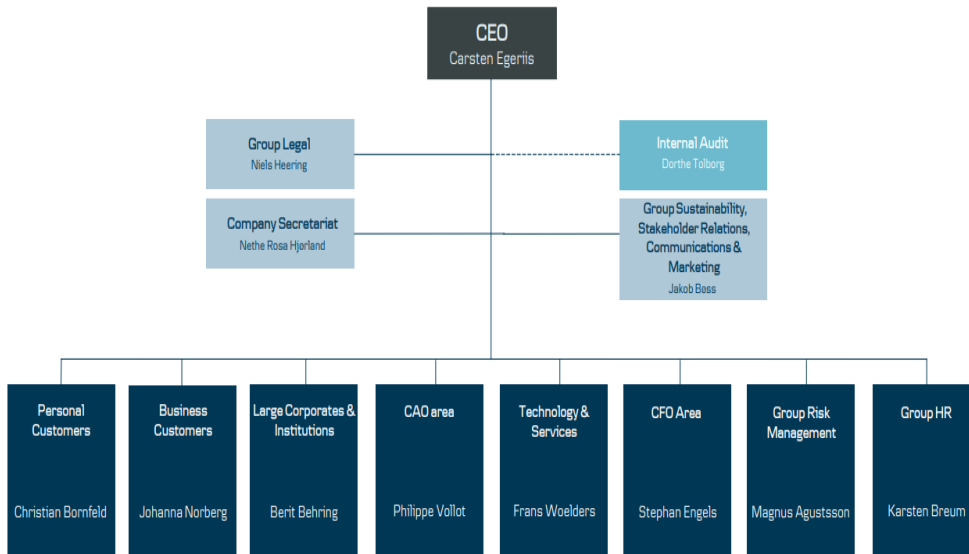 CEO
Carsten Egeriis
Group Legal
Niels Heering
Internal Audit
Dorthe Tolborg
Company Secretariat
Nethe Rosa Hjørland
Group Sustainability,
Stakeholder Relations,
Communications &
Marketing
Jakob Bøss
Personal
Customers
Christian Bornfeld
Business
Customers
Johanna Norberg
Large Corporates &
Institutions
Berit Behring
CAO area
Philippe Vollot
Technology &
Services
Frans Woelders
CFO Area
Stephan Engels
Group Risk
Management
Magnus Agustsson
Group HR
Karsten Breum